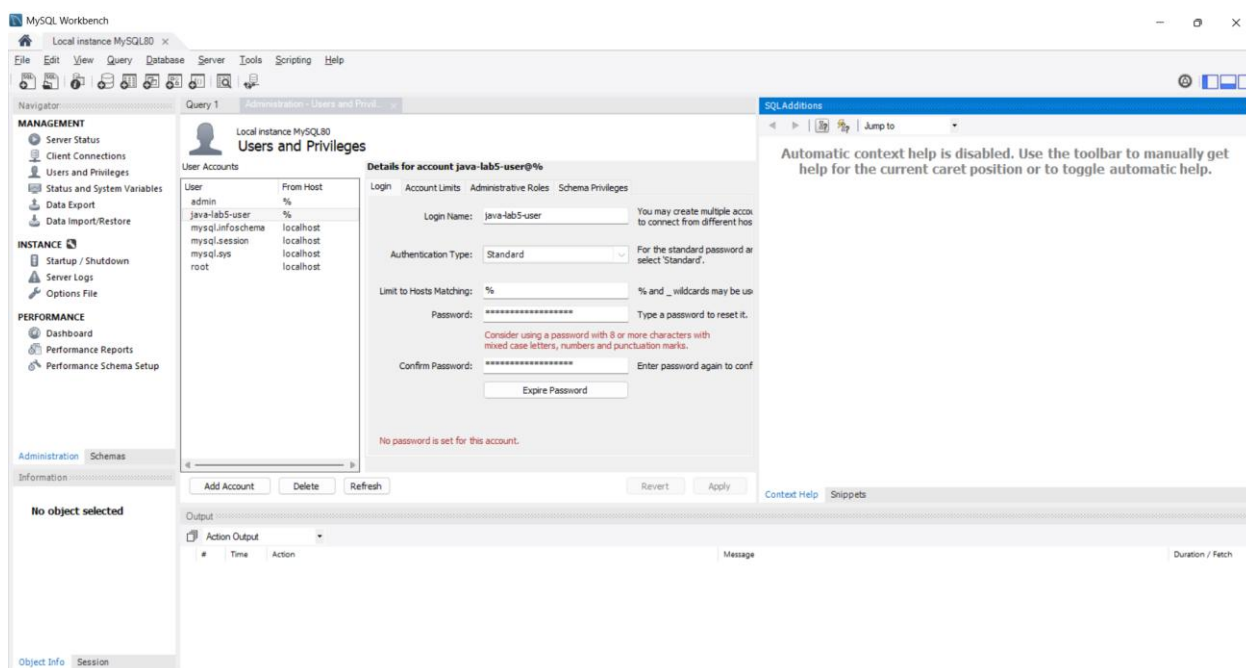 MySQL Workbench
Local instance MySQL80
File Edit View Query Database Server Tools Scripting Help
Navigator
MANAGEMENT
Server Status
Client Connections
Users and Privileges
Status and System Variables
Data Export
Data Import/Restore
INSTANCE
Startup / Shutdown
Server Logs
Options File
PERFORMANCE
Dashboard
Performance Reports
Performance Schema Setup
Administration Schemas
Information
No object selected
Object Info Session
Query 1 Administration - Users and Privil...
Local instance MySQL80
Users and Privileges
User Accounts
User From Host
admin %
java-lab5-user %
mysql.infoschema localhost
mysql.session localhost
mysql.sys localhost
root localhost
Add Account Delete Refresh
Details for account java-lab5-user@%
Login Account Limits Administrative Roles Schema Privileges
Login Name: java-lab5-user You may create multiple
to connect from different
Authentication Type: Standard For the standard password
select 'Standard'.
Limit to Hosts Matching: % % and _ wildcards may be
Password: ****************** Type a password to reset it.
Consider using a password with 8 or more characters with
mixed case letters, numbers and punctuation marks.
Confirm Password: ****************** Enter password again to
Expire Password
No password is set for this account.
Revert Apply
SQLAdditions
Jump to
Automatic context help is disabled. Use the toolbar to manually get
help for the current caret position or to toggle automatic help.
Context Help Snippets
Output
Action Output
# Time Action Message Duration / Fetch